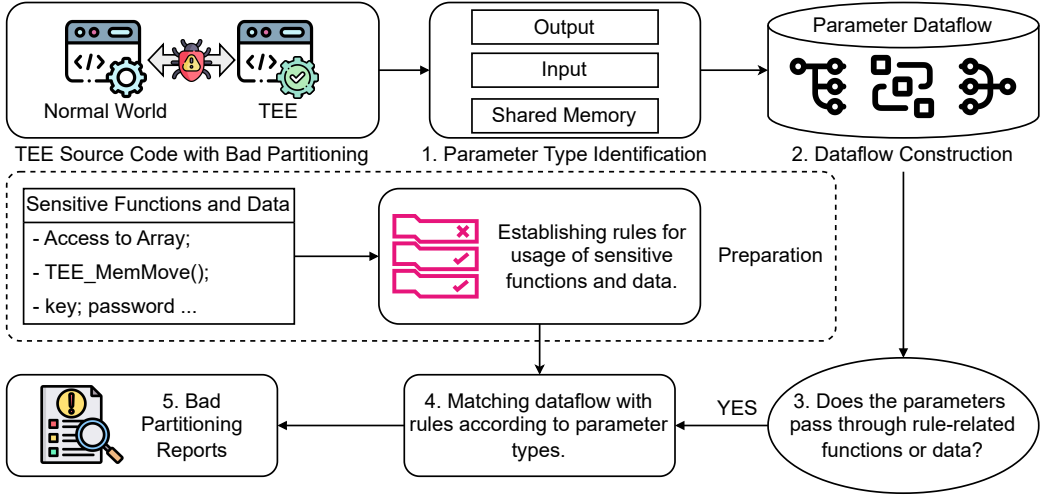 Normal World
TEE
TEE Source Code with Bad Partitioning
Output
Input
Shared Memory
1. Parameter Type Identification
Parameter Dataflow
2. Dataflow Construction
Sensitive Functions and Data
- Access to Array;
- TEE_MemMove();
- key; password ...
Establishing rules for
usage of sensitive
functions and data.
Preparation
3. Does the parameters
pass through rule-related
functions or data?
YES
4. Matching dataflow with
rules according to parameter
types.
5. Bad
Partitioning
Reports